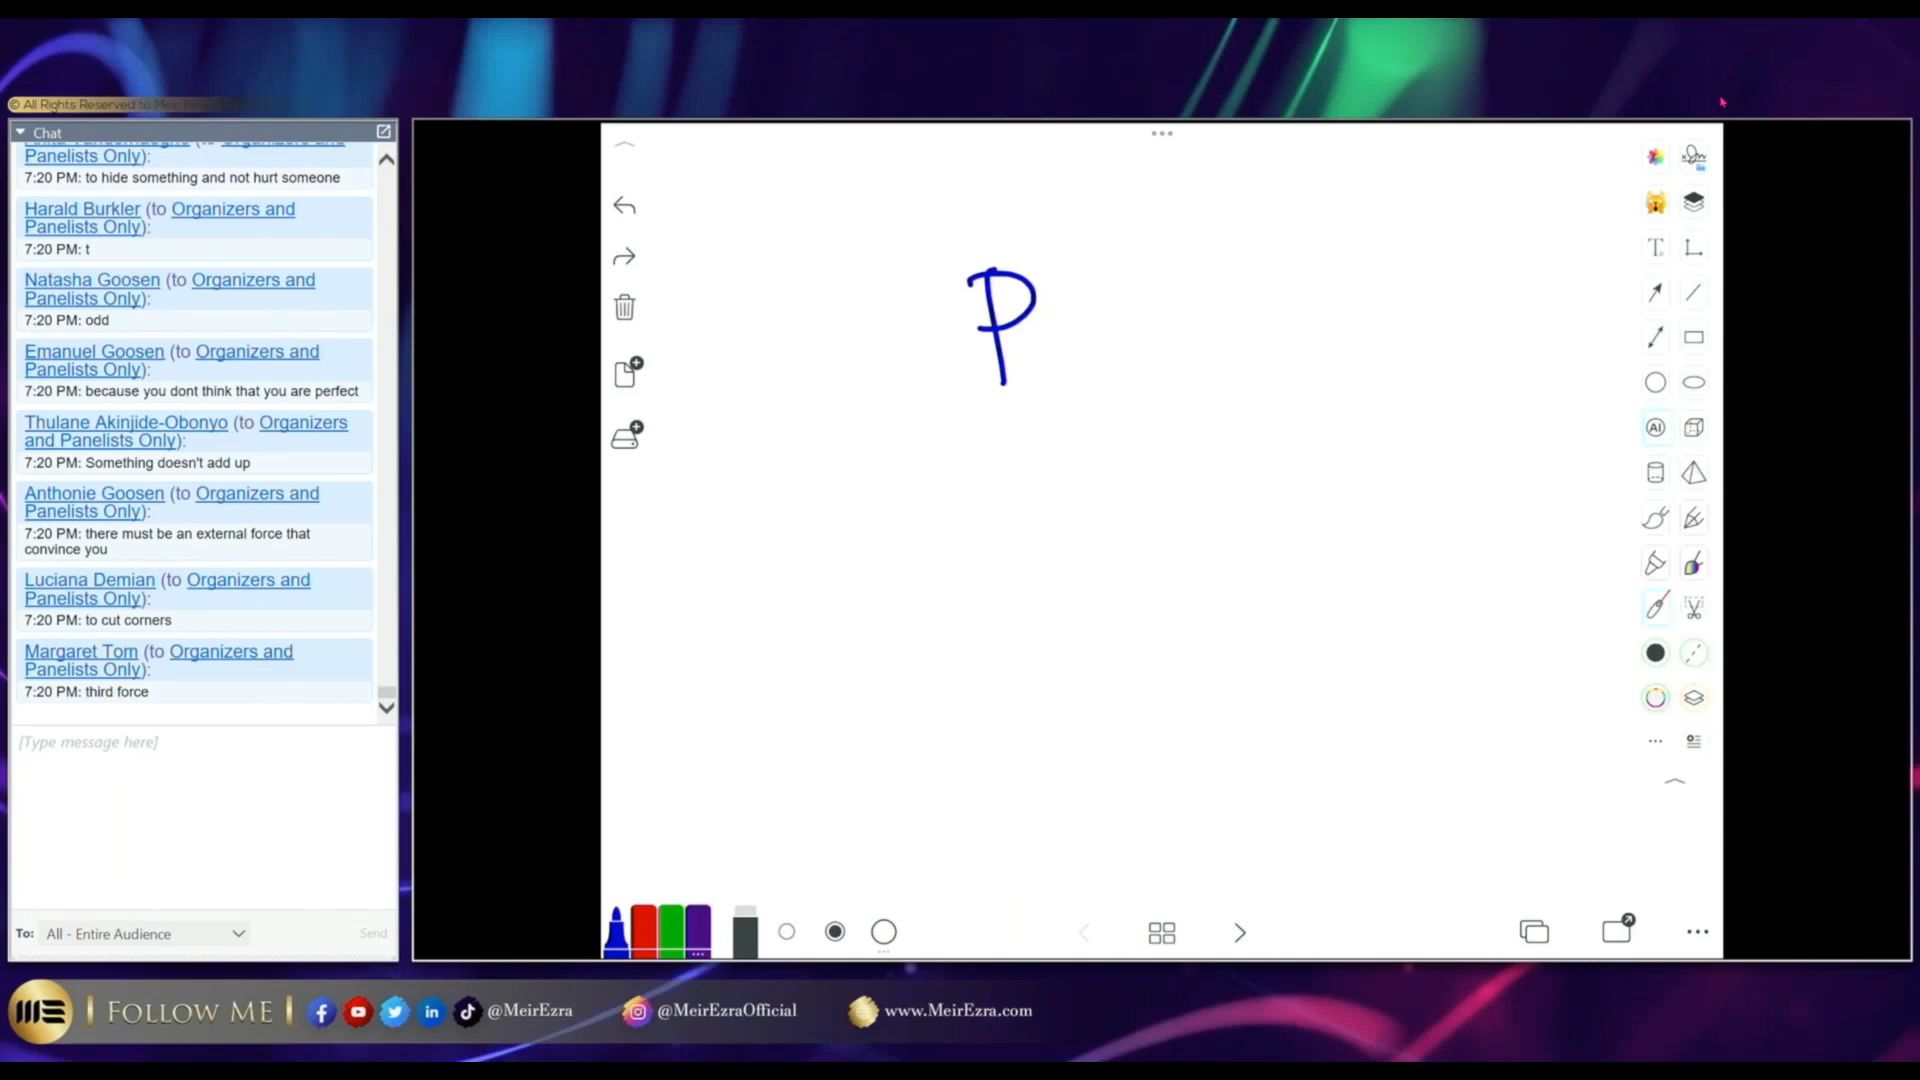 © All Rights Reserved to Meir
Chat
Panelists Only):
7:20 PM: to hide something and not hurt someone
Harald Burkler (to Organizers and
Panelists Only):
7:20 PM: t
Natasha Goosen (to Organizers and
Panelists Only):
7:20 PM: odd
Emanuel Goosen (to Organizers and
Panelists Only):
7:20 PM: because you dont think that you are perfect
Thulane Akinjide-Obonyo (to Organizers
and Panelists Only):
7:20 PM: Something doesn't add up
Anthonie Goosen (to Organizers and
Panelists Only):
7:20 PM: there must be an external force that
convince you
Luciana Demian (to Organizers and
Panelists Only):
7:20 PM: to cut corners
Margaret Tom (to Organizers and
Panelists Only):
7:20 PM: third force
[Type message here]
To: All - Entire Audience
Send
P
AI
ME FOLLOW ME @MeirEzra @MeirEzraOfficial www.MeirEzra.com